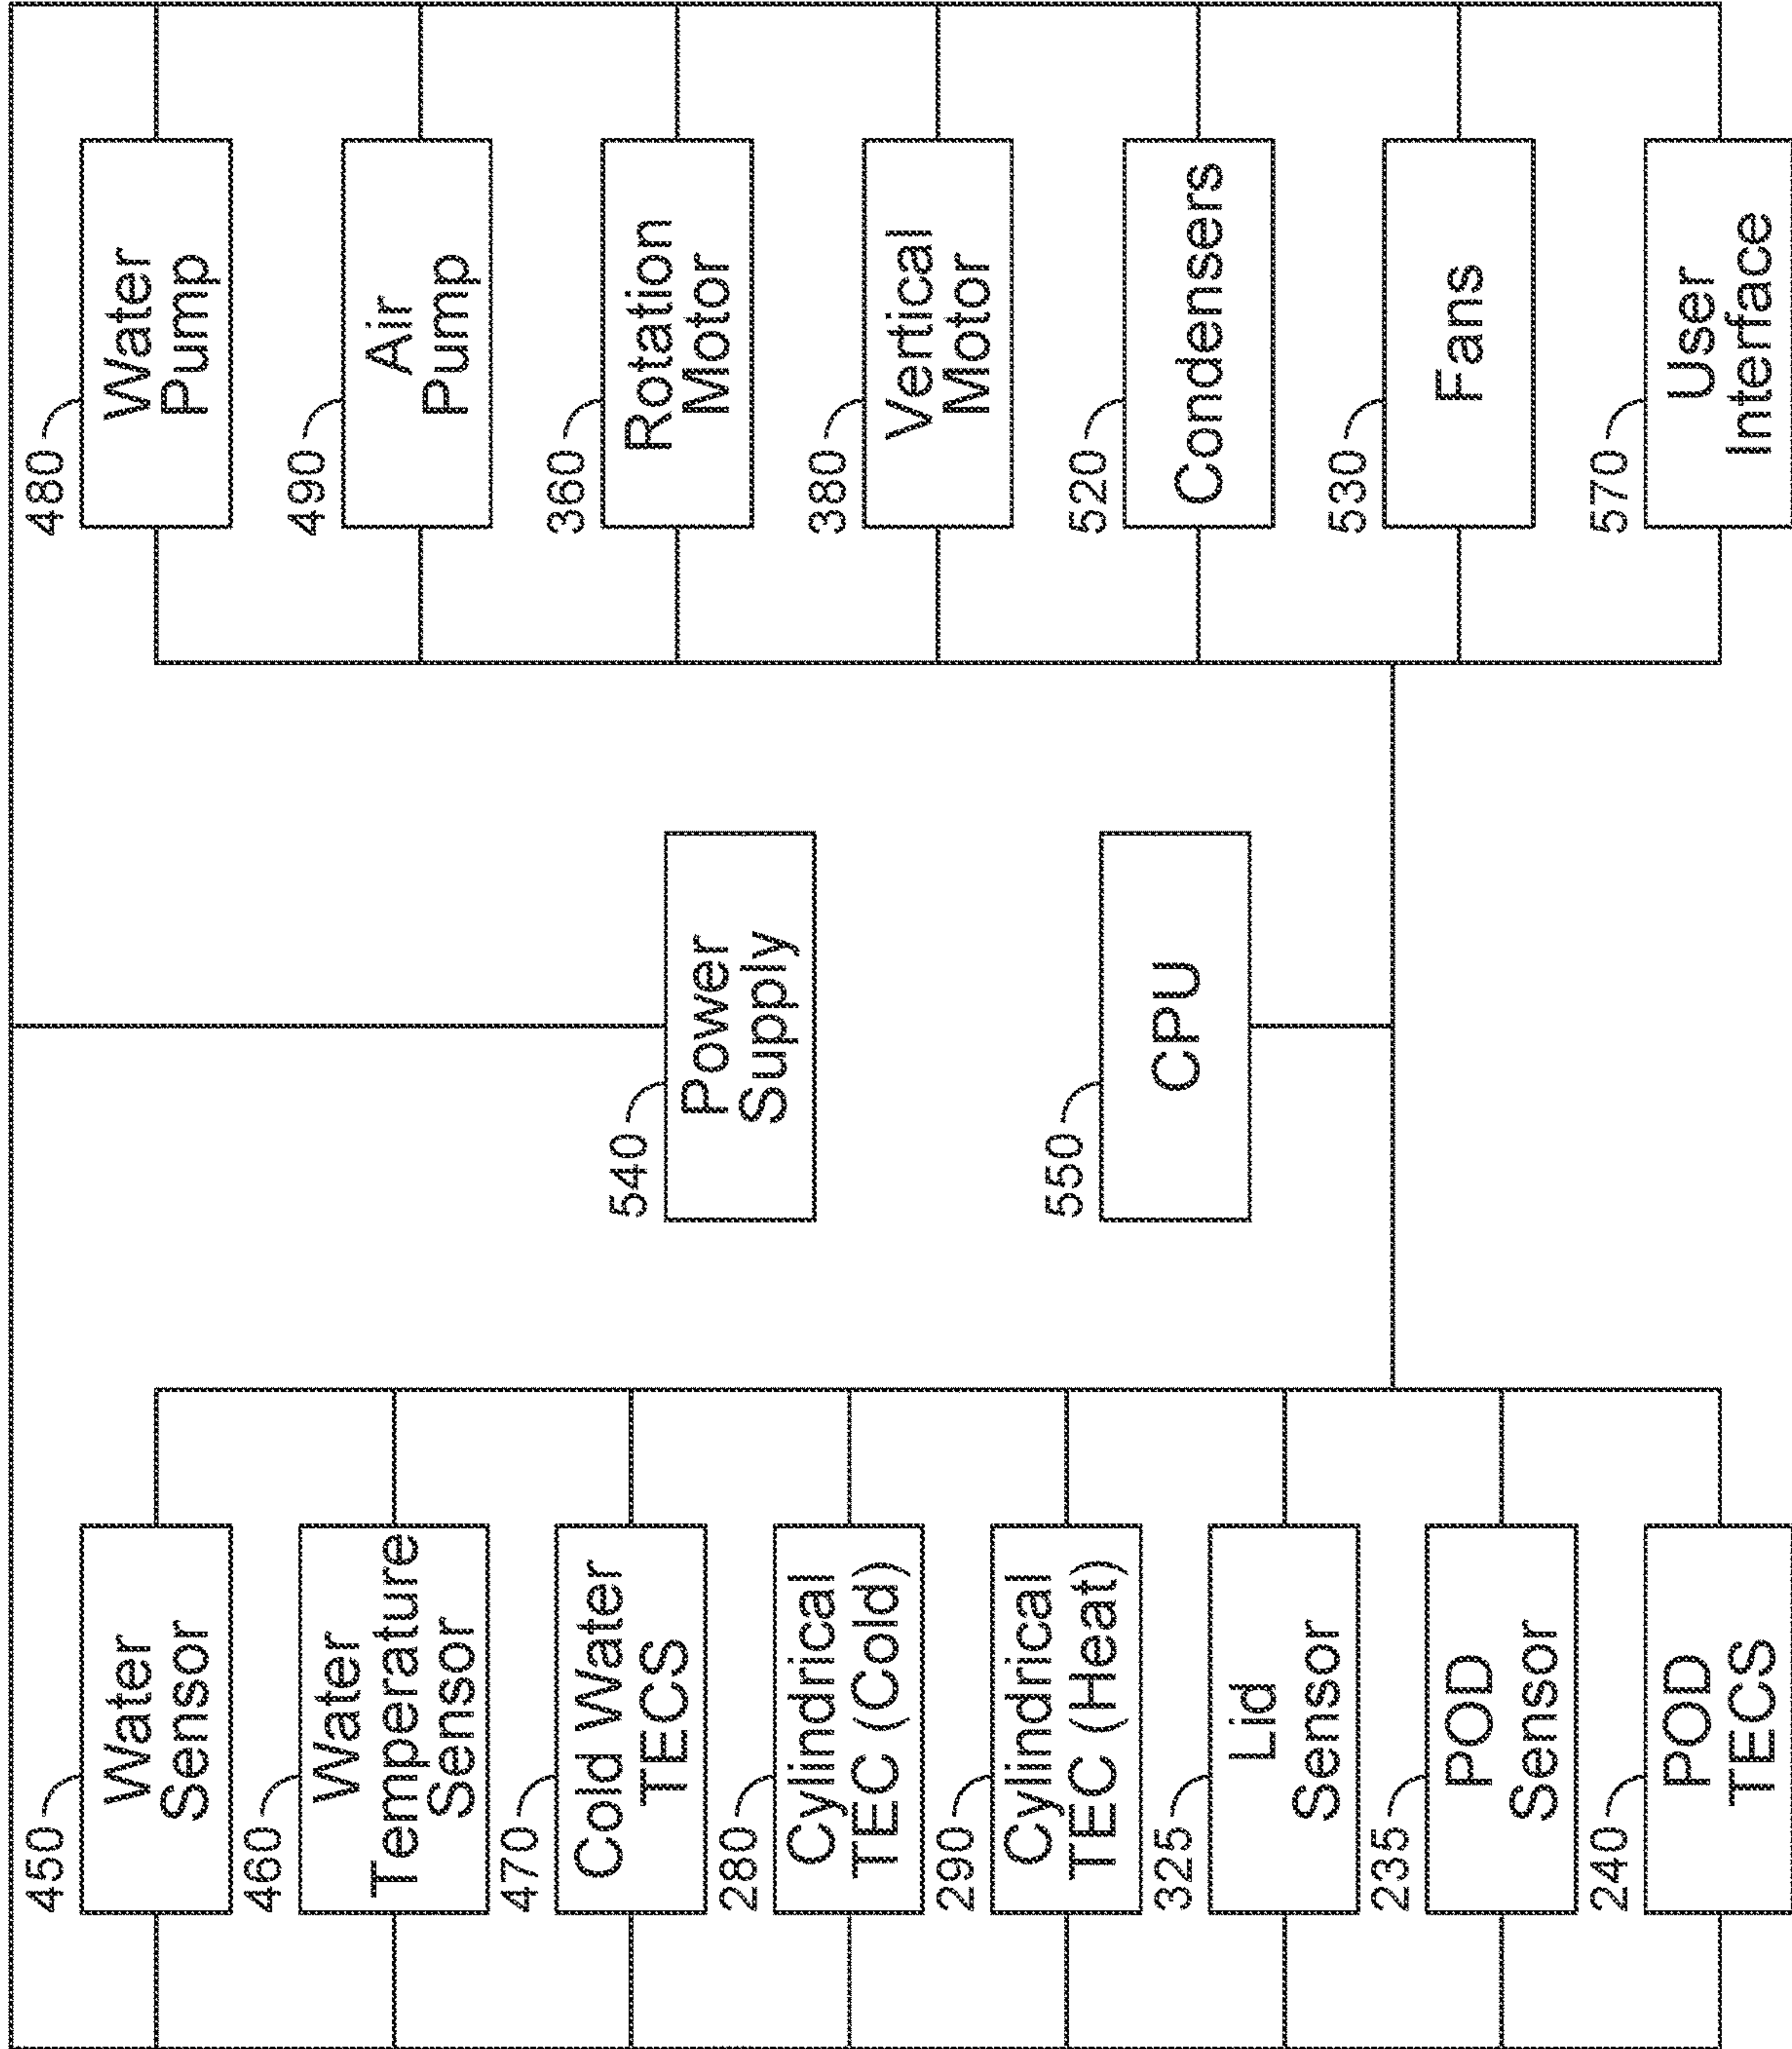 450
Water
Sensor
460
Water
Temperature
Sensor
470
Cold Water
TECS
280
Cylindrical
TEC (Cold)
290
Cylindrical
TEC (Heat)
325
Lid
Sensor
235
POD
Sensor
240
POD
TECS
540
Power
Supply
550
CPU
480
Water
Pump
490
Air
Pump
360
Rotation
Motor
380
Vertical
Motor
520
Condensers
530
Fans
570
User
Interface